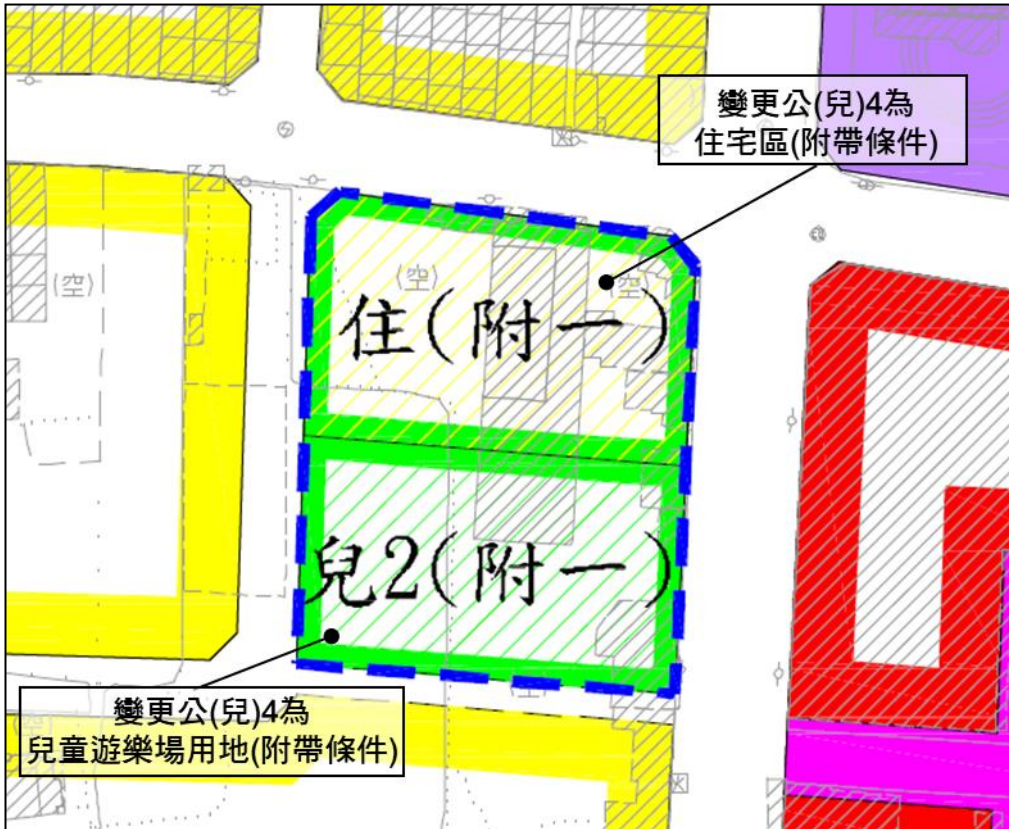 變更公(兒)4為
住宅區(附帶條件)
(空)
(空)
(空)
住(附一)
兒2(附一)
變更公(兒)4為
兒童遊樂場用地(附帶條件)